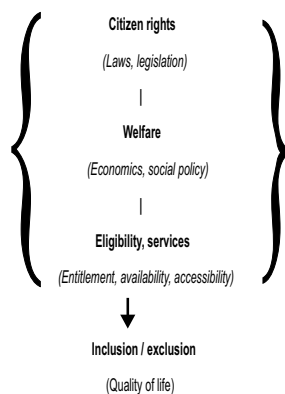 Citizen rights
(Laws, legislation)
Welfare
(Economics, social policy)
Eligibility, services
(Entitlement, availability, accessibility)
Inclusion / exclusion
(Quality of life)